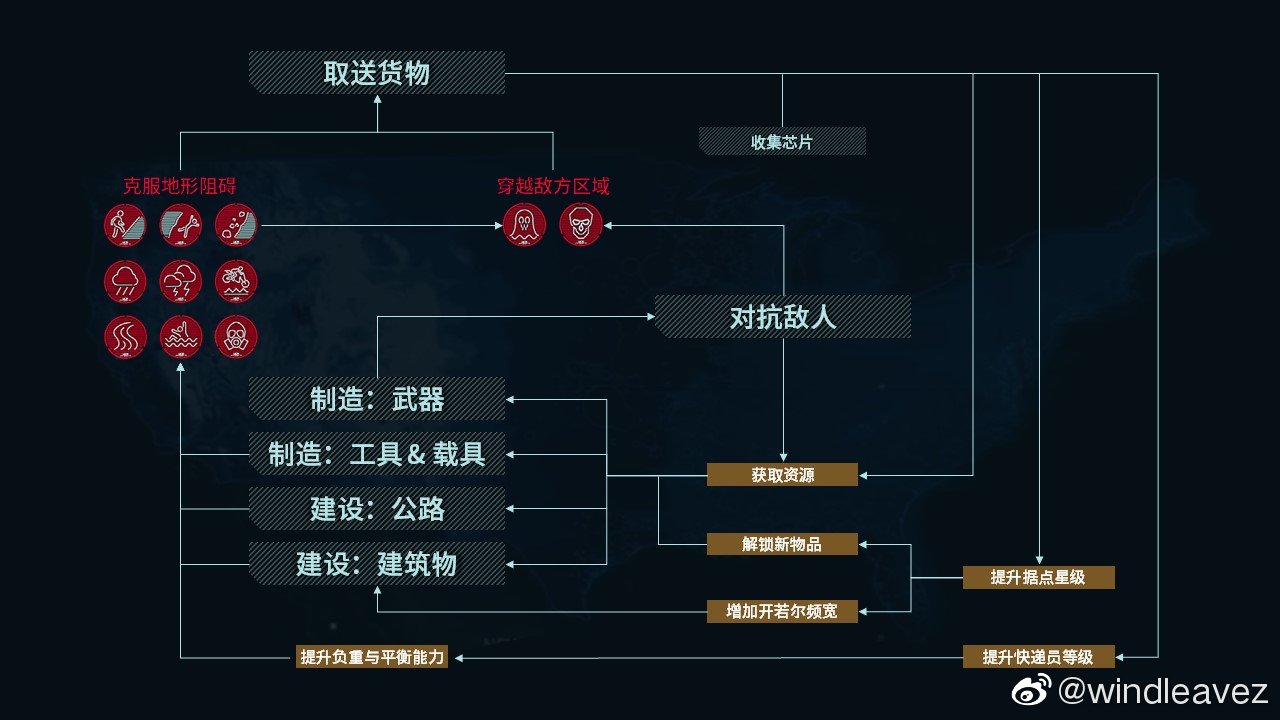 取送货物
收集芯片
克服地形阻碍
穿越敌方区域
对抗敌人
制造：武器
制造：工具 & 载具
建设：公路
建设：建筑物
获取资源
解锁新物品
提升据点星级
增加开若尔频宽
提升负重与平衡能力
提升快递员等级
@windleavez